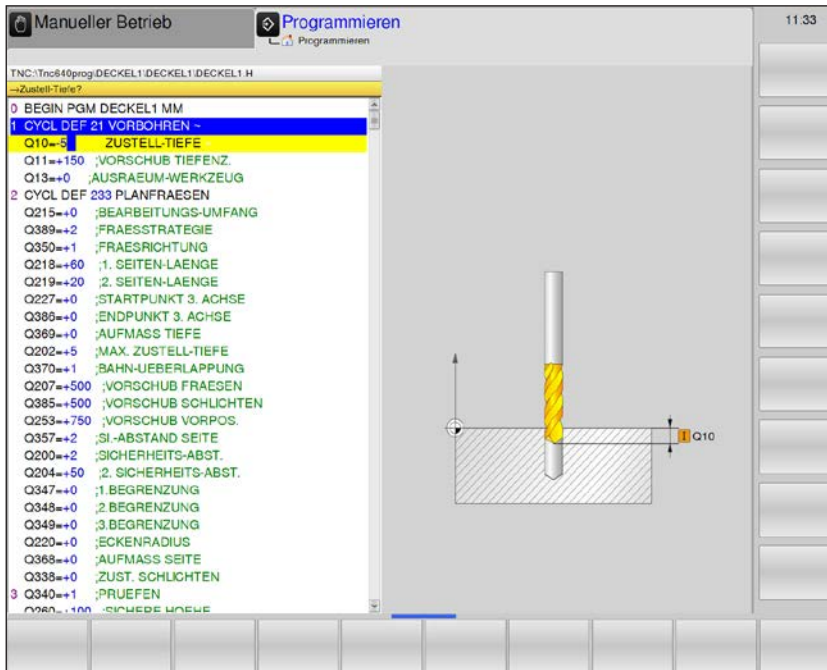 Manueller Betrieb
Programmieren
Programmieren
11.33
TNC:\Tnc640prog\DECKEL1\DECKEL1\DECKEL1.H
→Zustell-Tiefe?
0 BEGIN PGM DECKEL1 MM
1 CYCL DEF 21 VORBOHREN ~
Q10=-5 ZUSTELL-TIEFE
Q11=+150 ;VORSCHUB TIEFENZ.
Q13=+0 ;AUSRAEUM-WERKZEUG
2 CYCL DEF 233 PLANFRAESEN
Q215=+0 ;BEARBEITUNGS-UMFANG
Q389=+2 ;FRAESSTRATEGIE
Q350=+1 ;FRAESRICHTUNG
Q218=+60 ;1. SEITEN-LAENGE
Q219=+20 ;2. SEITEN-LAENGE
Q227=+0 ;STARTPUNKT 3. ACHSE
Q386=+0 ;ENDPUNKT 3. ACHSE
Q369=+0 ;AUFMASS TIEFE
Q202=+5 ;MAX. ZUSTELL-TIEFE
Q370=+1 ;BAHN-UEBERLAPPUNG
Q207=+500 ;VORSCHUB FRAESEN
Q385=+500 ;VORSCHUB SCHLICHTEN
Q253=+750 ;VORSCHUB VORPOS.
Q357=+2 ;SI.-ABSTAND SEITE
Q200=+2 ;SICHERHEITS-ABST.
Q204=+50 ;2. SICHERHEITS-ABST.
Q347=+0 ;1.BEGRENZUNG
Q348=+0 ;2.BEGRENZUNG
Q349=+0 ;3.BEGRENZUNG
Q220=+0 ;ECKENRADIUS
Q368=+0 ;AUFMASS SEITE
Q338=+0 ;ZUST. SCHLICHTEN
3 Q340=+1 ;PRUEFEN
Q260=+100 ;SICHERE HOEHE
I Q10